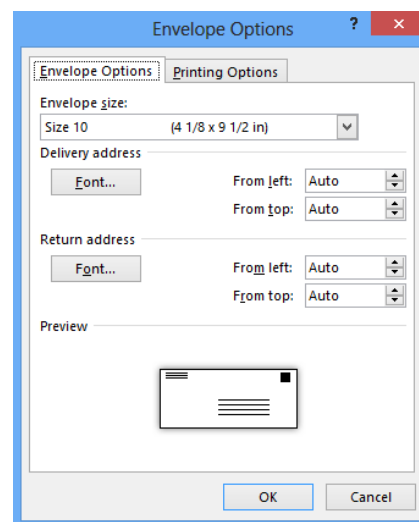 Envelope Options ?
Envelope Options Printing Options
Envelope size:
Size 10 (4 1/8 x 9 1/2 in)
Delivery address
Font... From left: Auto
From top: Auto
Return address
Font... From left: Auto
From top: Auto
Preview
OK Cancel